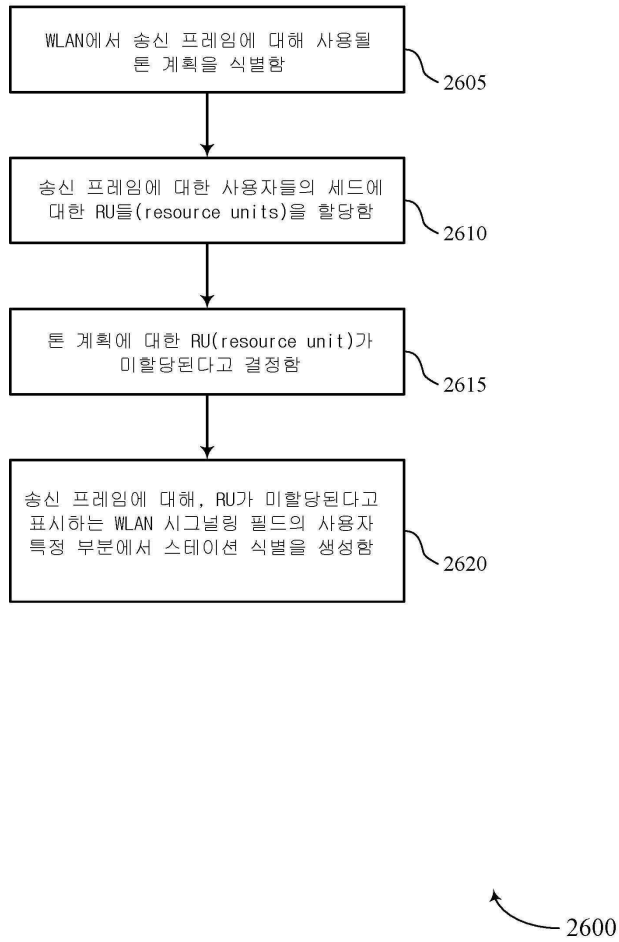 WLAN에서 송신 프레임에 대해 사용될
톤 계획을 식별함
2605
송신 프레임에 대한 사용자들의 세드에
대한 RU들(resource units)을 할당함
2610
톤 계획에 대한 RU(resource unit)가
미할당된다고 결정함
2615
송신 프레임에 대해, RU가 미할당된다고
표시하는 WLAN 시그널링 필드의 사용자
특정 부분에서 스테이션 식별을 생성함
2620
2600